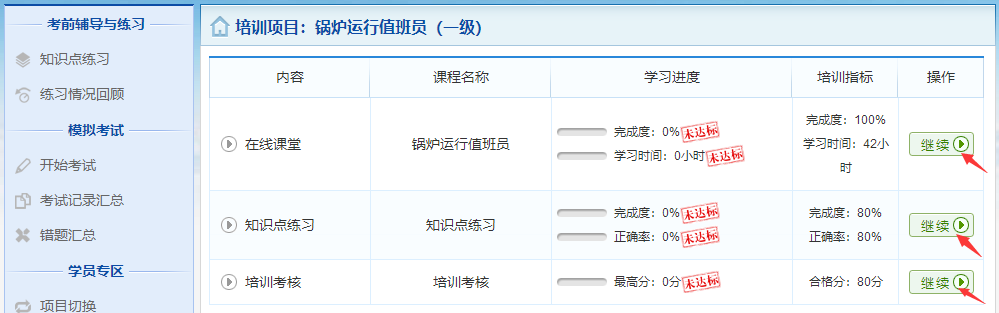 考前辅导与练习
知识点练习
练习情况回顾
模拟考试
开始考试
考试记录汇总
错题汇总
学员专区
项目切换
培训项目：锅炉运行值班员（一级）
内容 课程名称 学习进度 培训指标 操作
在线课堂 锅炉运行值班员
完成度：0% 未达标
学习时间：0小时 未达标
完成度：100%
学习时间：42小
时
继续
知识点练习 知识点练习
完成度：0% 未达标
正确率：0% 未达标
完成度：80%
正确率：80%
继续
培训考核 培训考核 最高分：0分 未达标 合格分：80分 继续